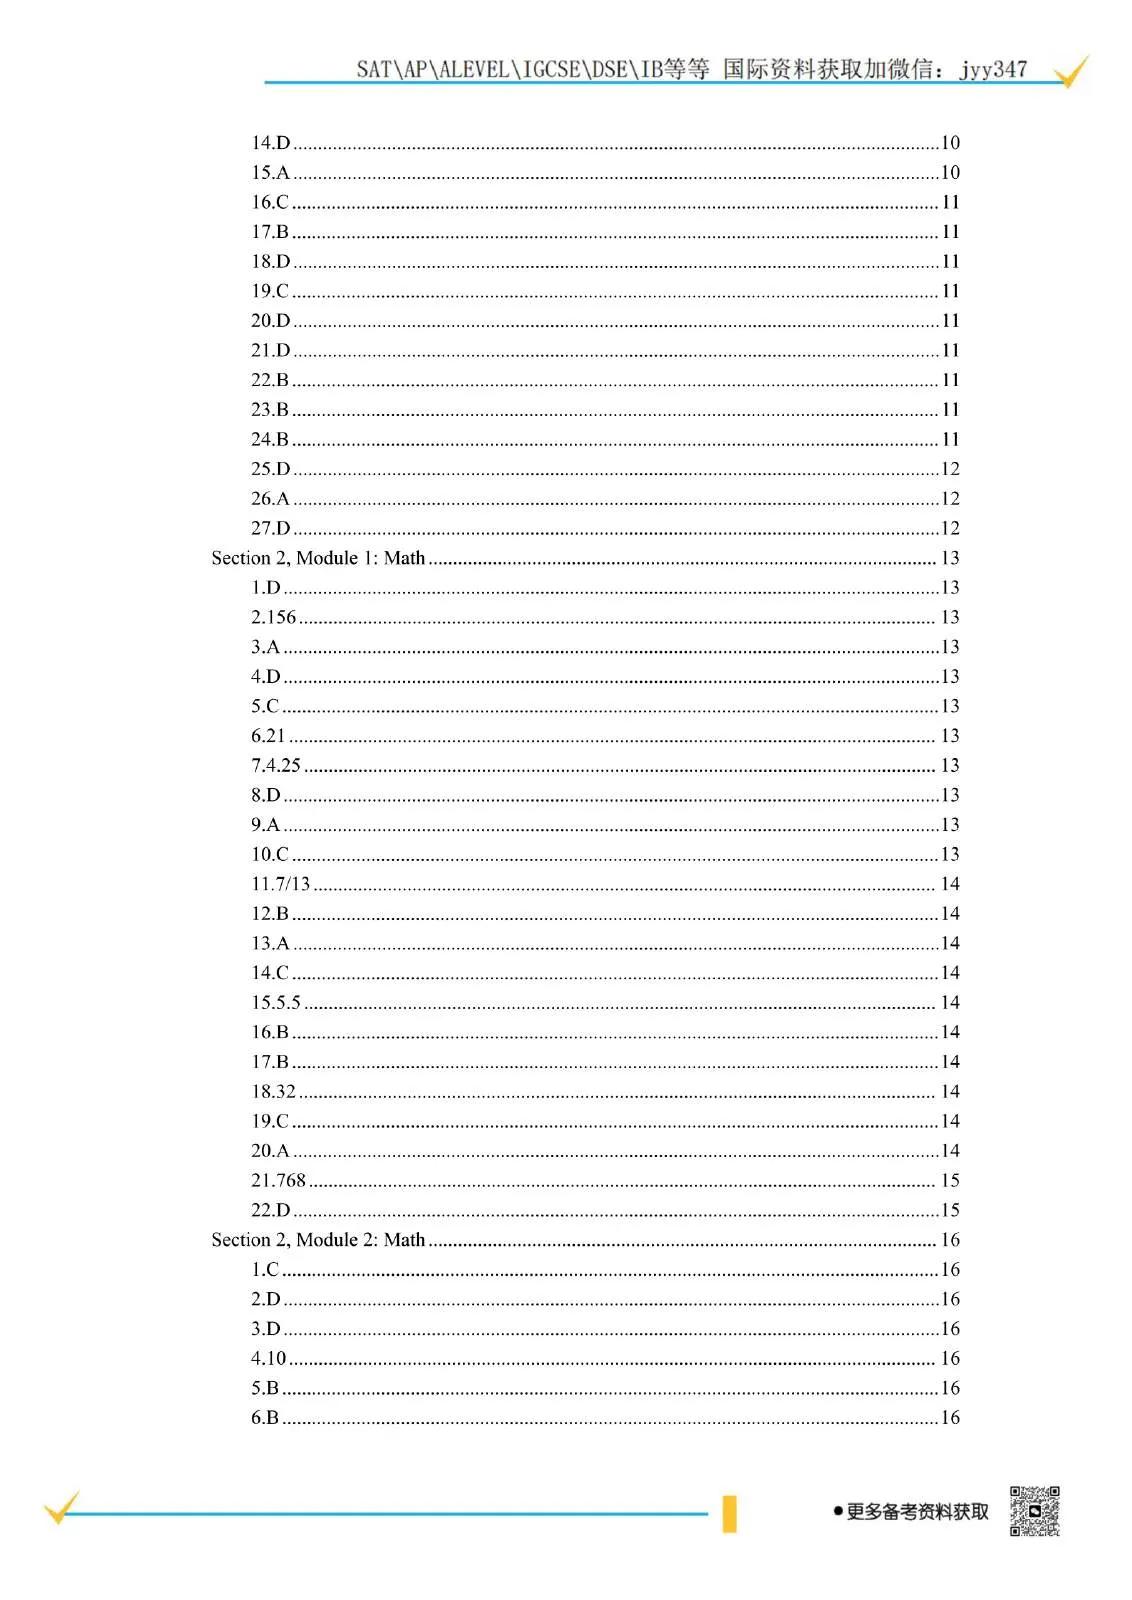 SAT\AP\ALEVEL\IGCSE\DSE\IB等等 国际资料获取加微信：jyy347
14.D........10
15.A........10
16.C........11
17.B........11
18.D........11
19.C........11
20.D........11
21.D........11
22.B........11
23.B........11
24.B........11
25.D........12
26.A........12
27.D........12
Section 2, Module 1: Math........13
1.D........13
2.156........13
3.A........13
4.D........13
5.C........13
6.21........13
7.4.25........13
8.D........13
9.A........13
10.C........13
11.7/13........14
12.B........14
13.A........14
14.C........14
15.5.5........14
16.B........14
17.B........14
18.32........14
19.C........14
20.A........14
21.768........15
22.D........15
Section 2, Module 2: Math........16
1.C........16
2.D........16
3.D........16
4.10........16
5.B........16
6.B........16
●更多备考资料获取